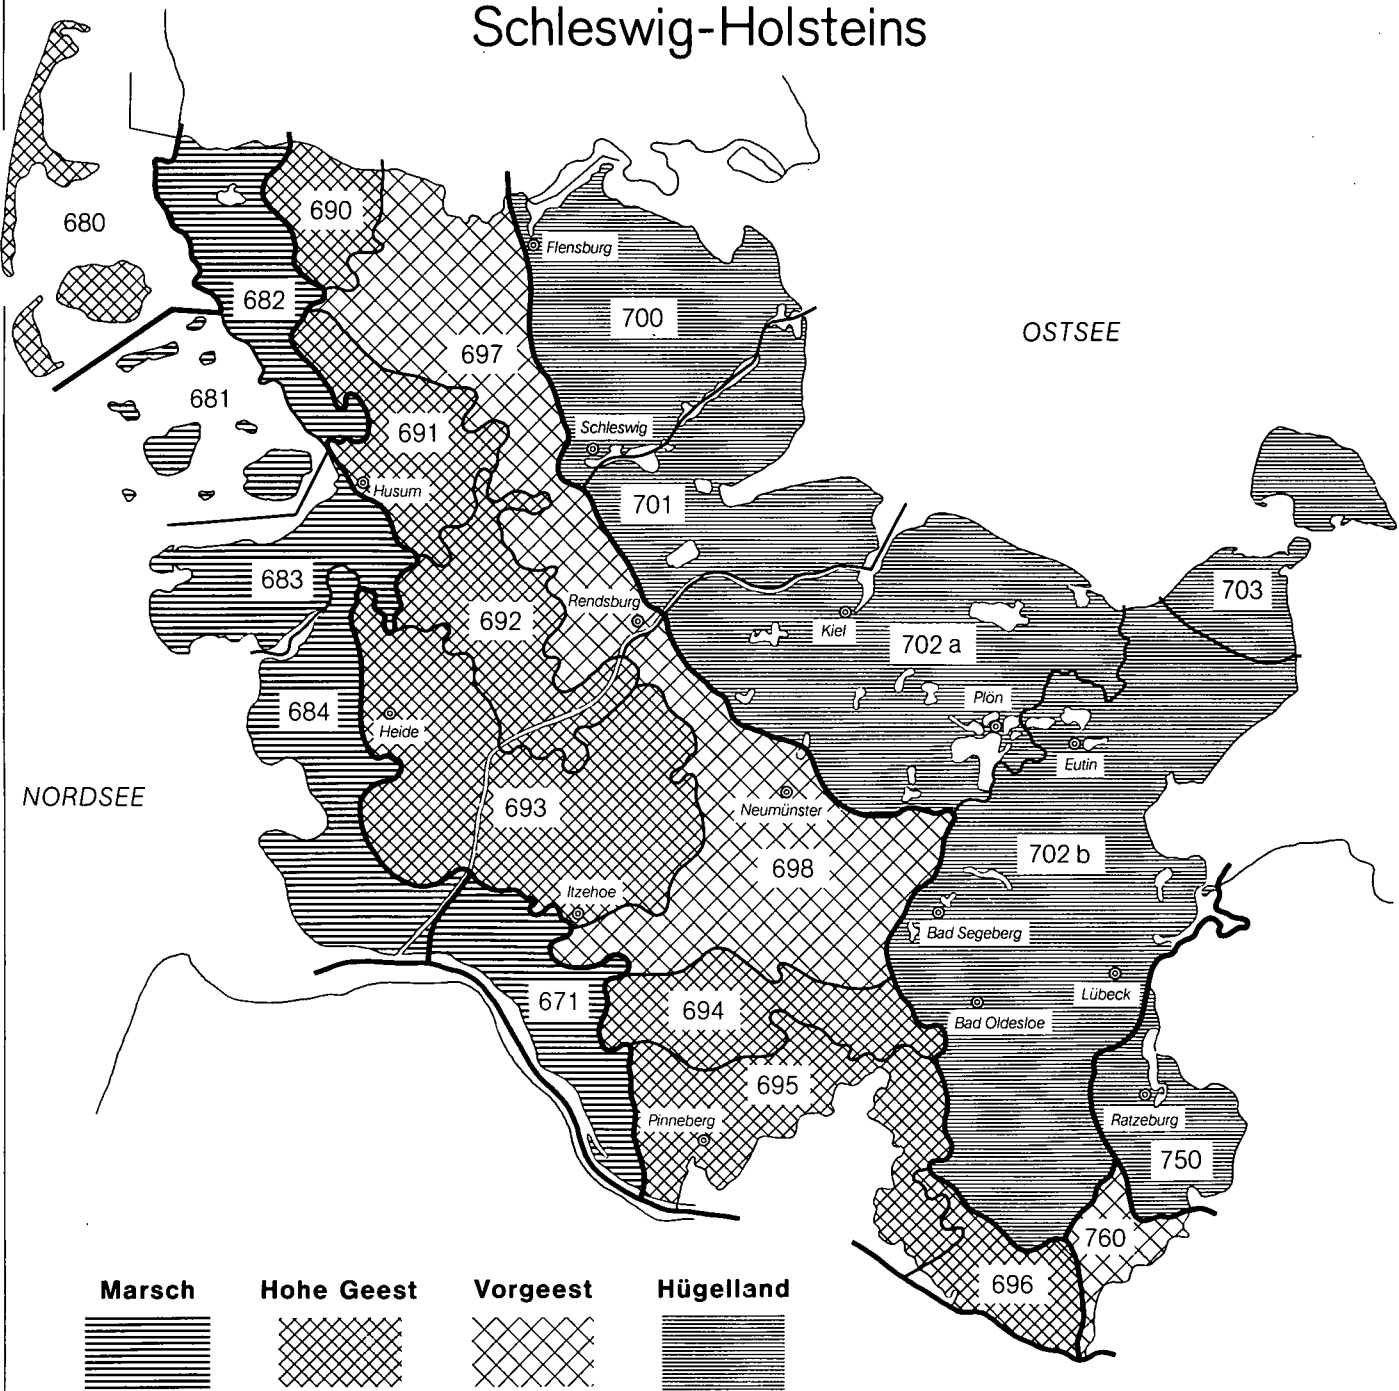 Schleswig-Holsteins
690
680
Flensburg
682
700
OSTSEE
697
681
691
Schleswig
Husum
701
683
703
Rendsburg
692
Kiel
702 a
684
Plön
Heide
Eutin
NORDSEE
693
Neumünster
702 b
698
Itzehoe
Bad Segeberg
671
Lübeck
694
Bad Oldesloe
695
Pinneberg
Ratzeburg
750
760
696
Marsch Hohe Geest Vorgeest Hügelland